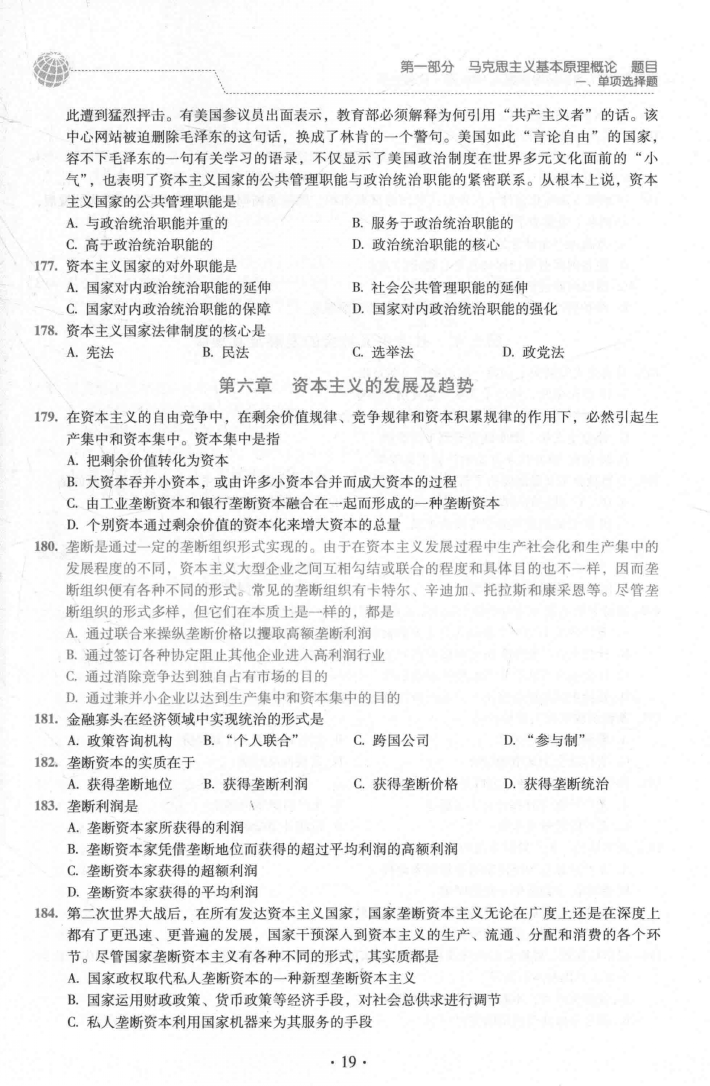 第一部分 马克思主义基本原理概论 题目
一、单项选择题
此遭到猛烈抨击。有美国参议员出面表示，教育部必须解释为何引用“共产主义者”的话。该
中心网站被迫删除毛泽东的这句话，换成了林肯的一个警句。美国如此“言论自由”的国家，
容不下毛泽东的一句有关学习的语录，不仅显示了美国政治制度在世界多元文化面前的“小
气”，也表明了资本主义国家的公共管理职能与政治统治职能的紧密联系。从根本上说，资本
主义国家的公共管理职能是
A. 与政治统治职能并重的 B. 服务于政治统治职能的
C. 高于政治统治职能的 D. 政治统治职能的核心
177. 资本主义国家的对外职能是
A. 国家对内政治统治职能的延伸 B. 社会公共管理职能的延伸
C. 国家对内政治统治职能的保障 D. 国家对内政治统治职能的强化
178. 资本主义国家法律制度的核心是
A. 宪法 B. 民法 C. 选举法 D. 政党法
第六章 资本主义的发展及趋势
179. 在资本主义的自由竞争中，在剩余价值规律、竞争规律和资本积累规律的作用下，必然引起生
产集中和资本集中。资本集中是指
A. 把剩余价值转化为资本
B. 大资本吞并小资本，或由许多小资本合并而成大资本的过程
C. 由工业垄断资本和银行垄断资本融合在一起而形成的一种垄断资本
D. 个别资本通过剩余价值的资本化来增大资本的总量
180. 垄断是通过一定的垄断组织形式实现的。由于在资本主义发展过程中生产社会化和生产集中的
发展程度的不同，资本主义大型企业之间互相勾结或联合的程度和具体目的也不一样，因而垄
断组织便有各种不同的形式。常见的垄断组织有卡特尔、辛迪加、托拉斯和康采恩等。尽管垄
断组织的形式多样，但它们在本质上是一样的，都是
A. 通过联合来操纵垄断价格以攫取高额垄断利润
B. 通过签订各种协定阻止其他企业进入高利润行业
C. 通过消除竞争达到独自占有市场的目的
D. 通过兼并小企业以达到生产集中和资本集中的目的
181. 金融寡头在经济领域中实现统治的形式是
A. 政策咨询机构 B. “个人联合” C. 跨国公司 D. “参与制”
182. 垄断资本的实质在于
A. 获得垄断地位 B. 获得垄断利润 C. 获得垄断价格 D. 获得垄断统治
183. 垄断利润是
A. 垄断资本家所获得的利润
B. 垄断资本家凭借垄断地位而获得的超过平均利润的高额利润
C. 垄断资本家获得的超额利润
D. 垄断资本家获得的平均利润
184. 第二次世界大战后，在所有发达资本主义国家，国家垄断资本主义无论在广度上还是在深度上
都有了更迅速、更普遍的发展，国家干预深入到资本主义的生产、流通、分配和消费的各个环
节。尽管国家垄断资本主义有各种不同的形式，其实质都是
A. 国家政权取代私人垄断资本的一种新型垄断资本主义
B. 国家运用财政政策、货币政策等经济手段，对社会总供求进行调节
C. 私人垄断资本利用国家机器来为其服务的手段
· 19 ·